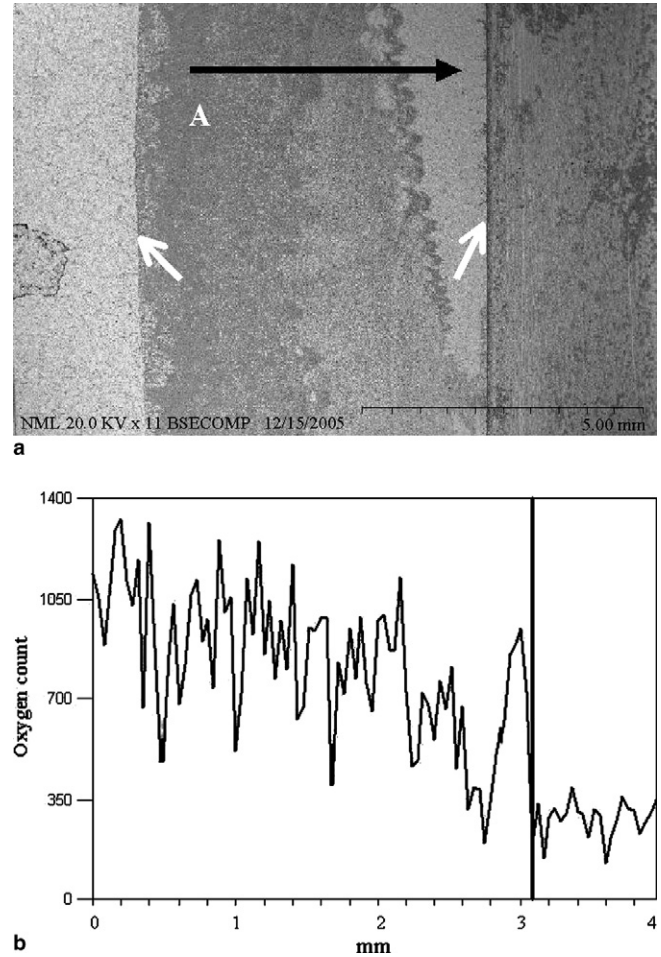 A
NML 20.0 KV x 11 BSECOMP 12/15/2005 5.00 mm
a
1400
1050
700
350
0
Oxygen count
0 1 2 3 4
mm
b